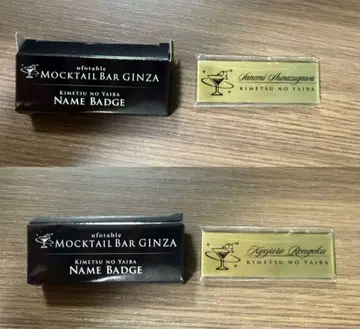 ufotable
MOCKTAIL BAR GINZA
KIMETSU NO YAIBA
NAME BADGE
Sanemi Shinazugawa
KIMETSU NO YAIBA
ufotable
MOCKTAIL BAR GINZA
KIMETSU NO YAIBA
NAME BADGE
Kyojuro Rengoku
KIMETSU NO YAIBA